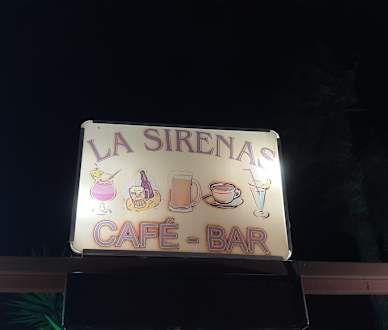 LA SIRENAS
CAFÉ - BAR